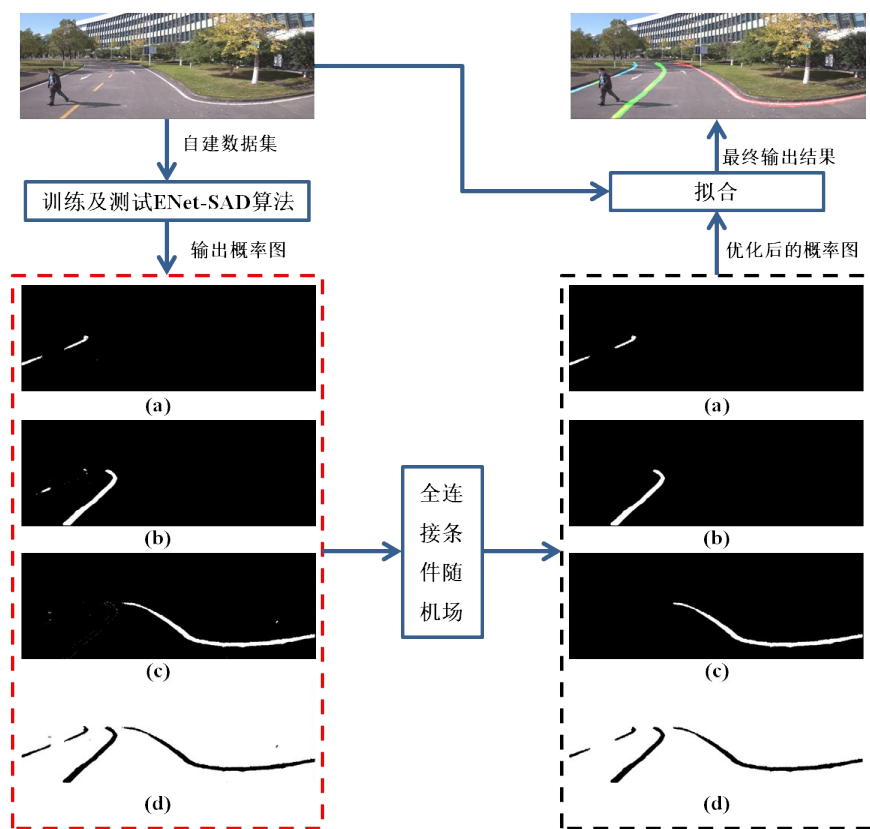 自建数据集
训练及测试ENet-SAD算法
输出概率图
(a)
(b)
(c)
(d)
全连
接条
件随
机场
最终输出结果
拟合
优化后的概率图
(a)
(b)
(c)
(d)